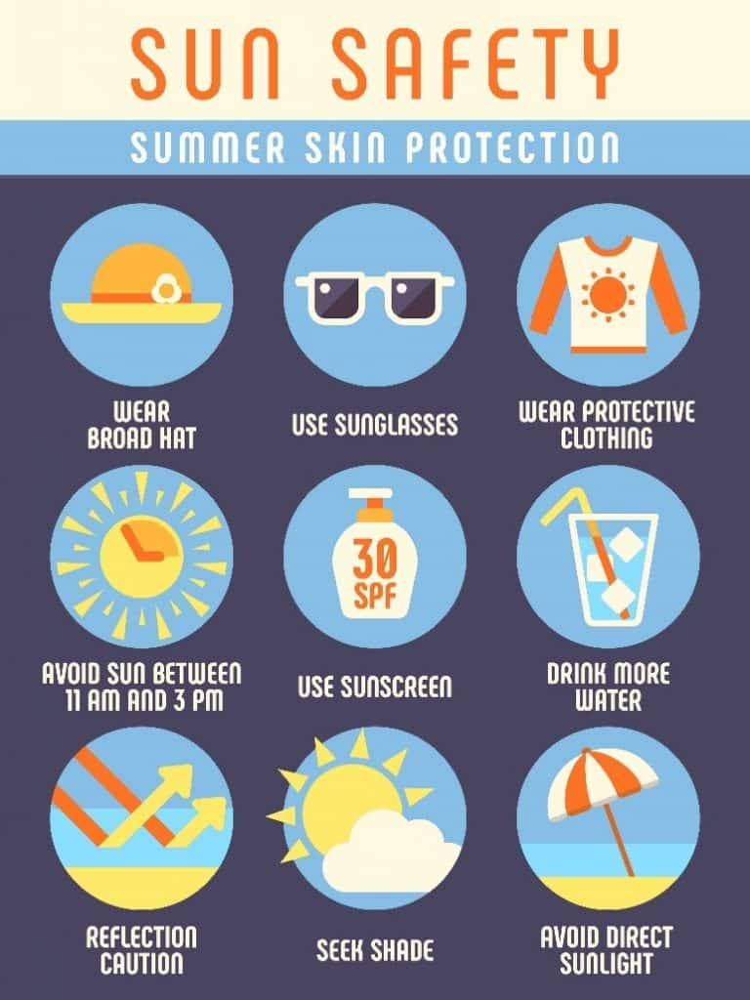 SUN SAFETY
SUMMER SKIN PROTECTION
WEAR
BROAD HAT
USE SUNGLASSES
WEAR PROTECTIVE
CLOTHING
30
SPF
AVOID SUN BETWEEN
11 AM AND 3 PM
USE SUNSCREEN
DRINK MORE
WATER
REFLECTION
CAUTION
SEEK SHADE
AVOID DIRECT
SUNLIGHT